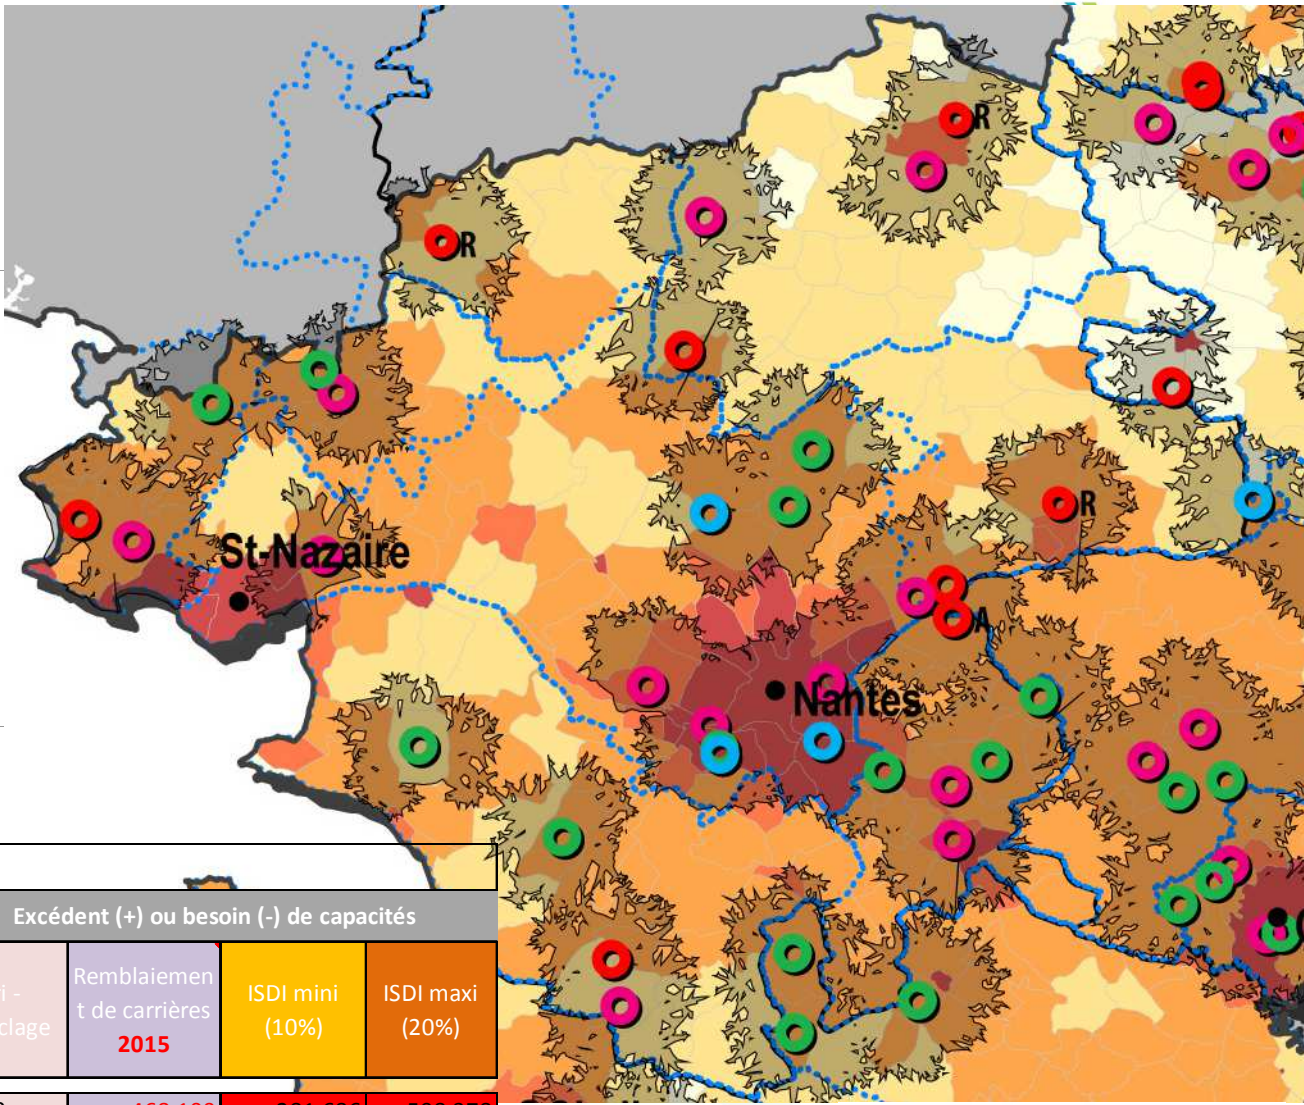 R
R
St-Nazaire
R
A
Nantes
Excédent (+) ou besoin (-) de capacités
Remblaiemen
t de carrières
2015
ISDI mini
(10%)
ISDI maxi
(20%)